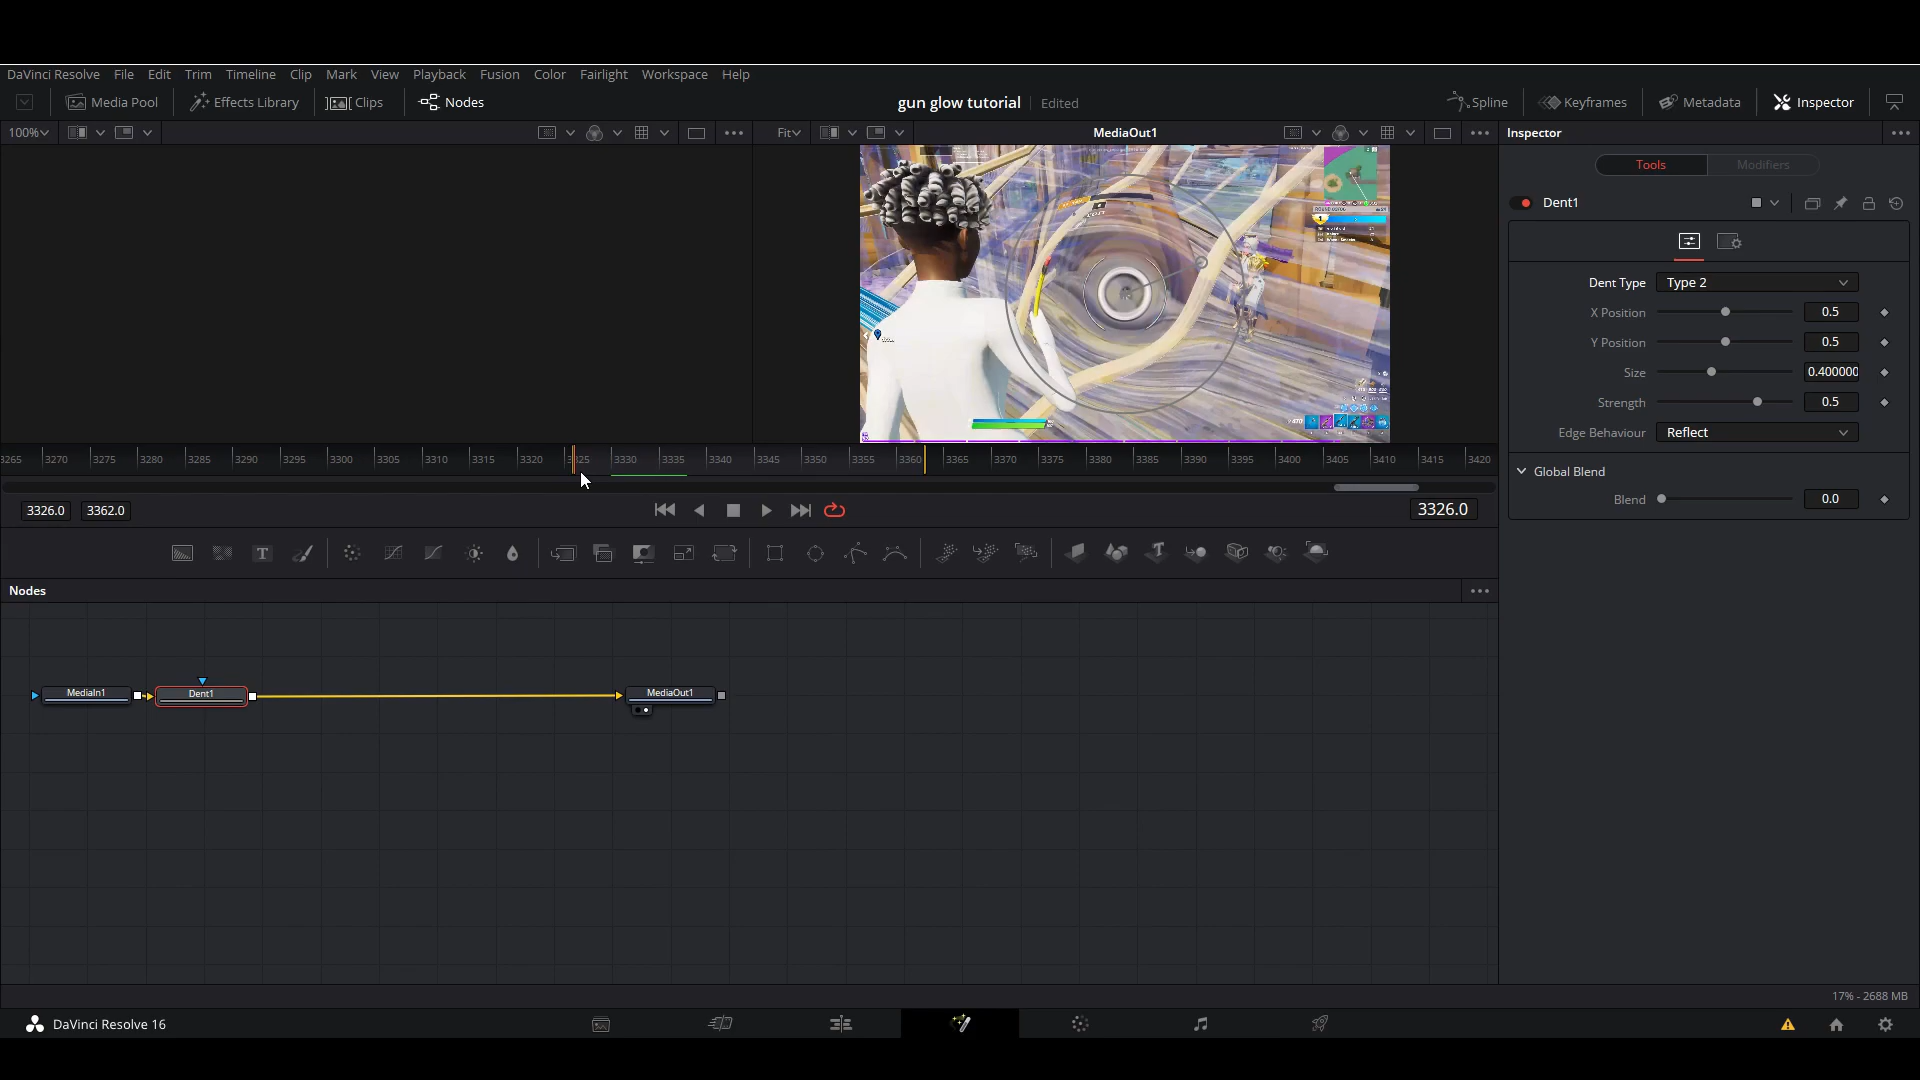 DaVinci Resolve File Edit Trim Timeline Clip Mark View Playback Fusion Color Fairlight Workspace Help
Media Pool Effects Library Clips Nodes gun glow tutorial Edited Spline Keyframes Metadata Inspector
100% Fit MediaOut1 Inspector
Tools Modifiers
Dent1
Dent Type Type 2
X Position 0.5
Y Position 0.5
Size 0.400000
Strength 0.5
Edge Behaviour Reflect
Global Blend
Blend 0.0
3265 3270 3275 3280 3285 3290 3295 3300 3305 3310 3315 3320 3325 3330 3335 3340 3345 3350 3355 3360 3365 3370 3375 3380 3385 3390 3395 3400 3405 3410 3415 3420
3326.0 3362.0 3326.0
T
Nodes
MediaIn1 Dent1 MediaOut1
17% - 2688 MB
DaVinci Resolve 16